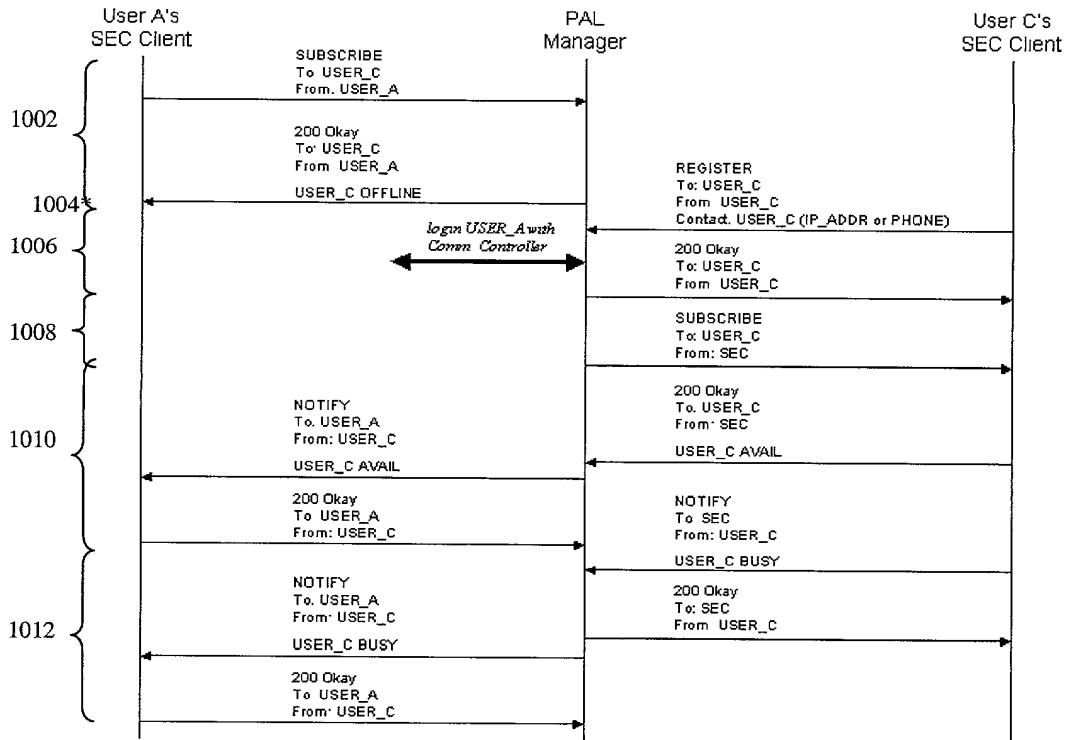 User A's
SEC Client
PAL
Manager
User C's
SEC Client
SUBSCRIBE
To USER_C
From. USER_A
1002
200 Okay
To: USER_C
From USER_A
USER_C OFFLINE
1004*
REGISTER
To: USER_C
From USER_C
Contact. USER_C (IP_ADDR or PHONE)
login USER_A with
Comm Controller
1006
200 Okay
To: USER_C
From USER_C
1008
SUBSCRIBE
To: USER_C
From: SEC
200 Okay
To. USER_C
From: SEC
USER_C AVAIL
1010
NOTIFY
To. USER_A
From: USER_C
USER_C AVAIL
200 Okay
To USER_A
From: USER_C
NOTIFY
To SEC
From: USER_C
USER_C BUSY
1012
NOTIFY
To. USER_A
From: USER_C
USER_C BUSY
200 Okay
To: SEC
From USER_C
200 Okay
To USER_A
From: USER_C